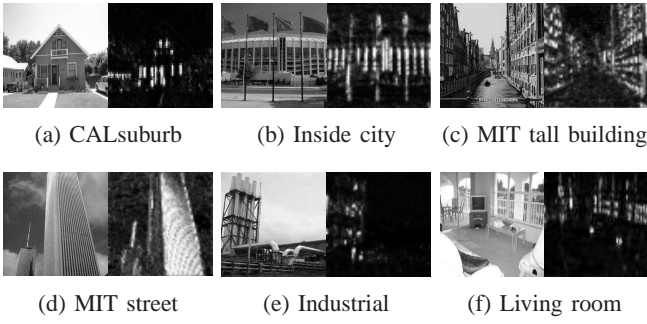 (a) CALsuburb (b) Inside city (c) MIT tall building
(d) MIT street (e) Industrial (f) Living room